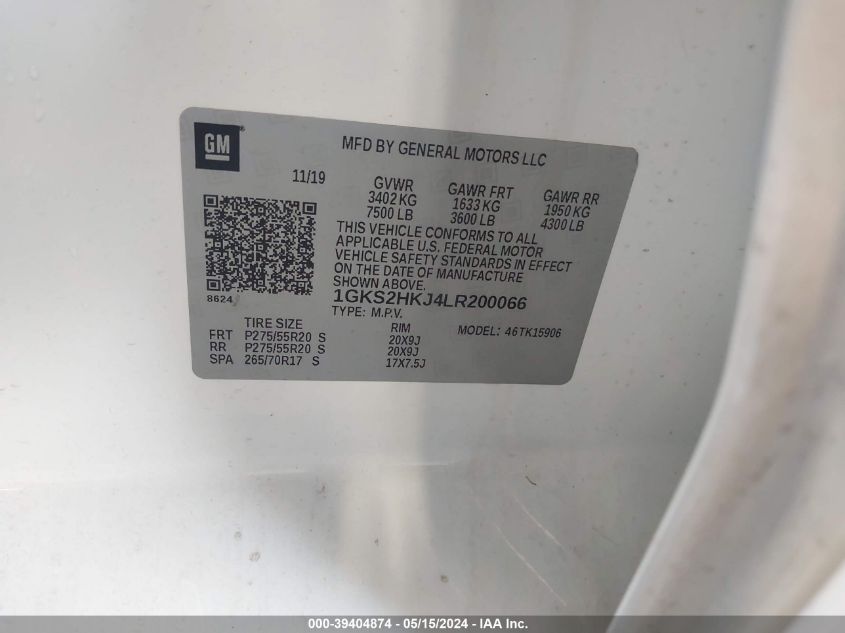 GM
MFD BY GENERAL MOTORS LLC
11/19
GVWR GAWR FRT GAWR RR
3402 KG 1633 KG 1950 KG
7500 LB 3600 LB 4300 LB
THIS VEHICLE CONFORMS TO ALL
APPLICABLE U.S. FEDERAL MOTOR
VEHICLE SAFETY STANDARDS IN EFFECT
ON THE DATE OF MANUFACTURE
SHOWN ABOVE.
8624
1GKS2HKJ4LR200066
TYPE: M.P.V.
MODEL: 46TK15906
TIRE SIZE RIM
FRT P275/55R20 S 20X9J
RR P275/55R20 S 20X9J
SPA 265/70R17 S 17X7.5J
000-39404874 / 05/15/2024 - IAA Inc.